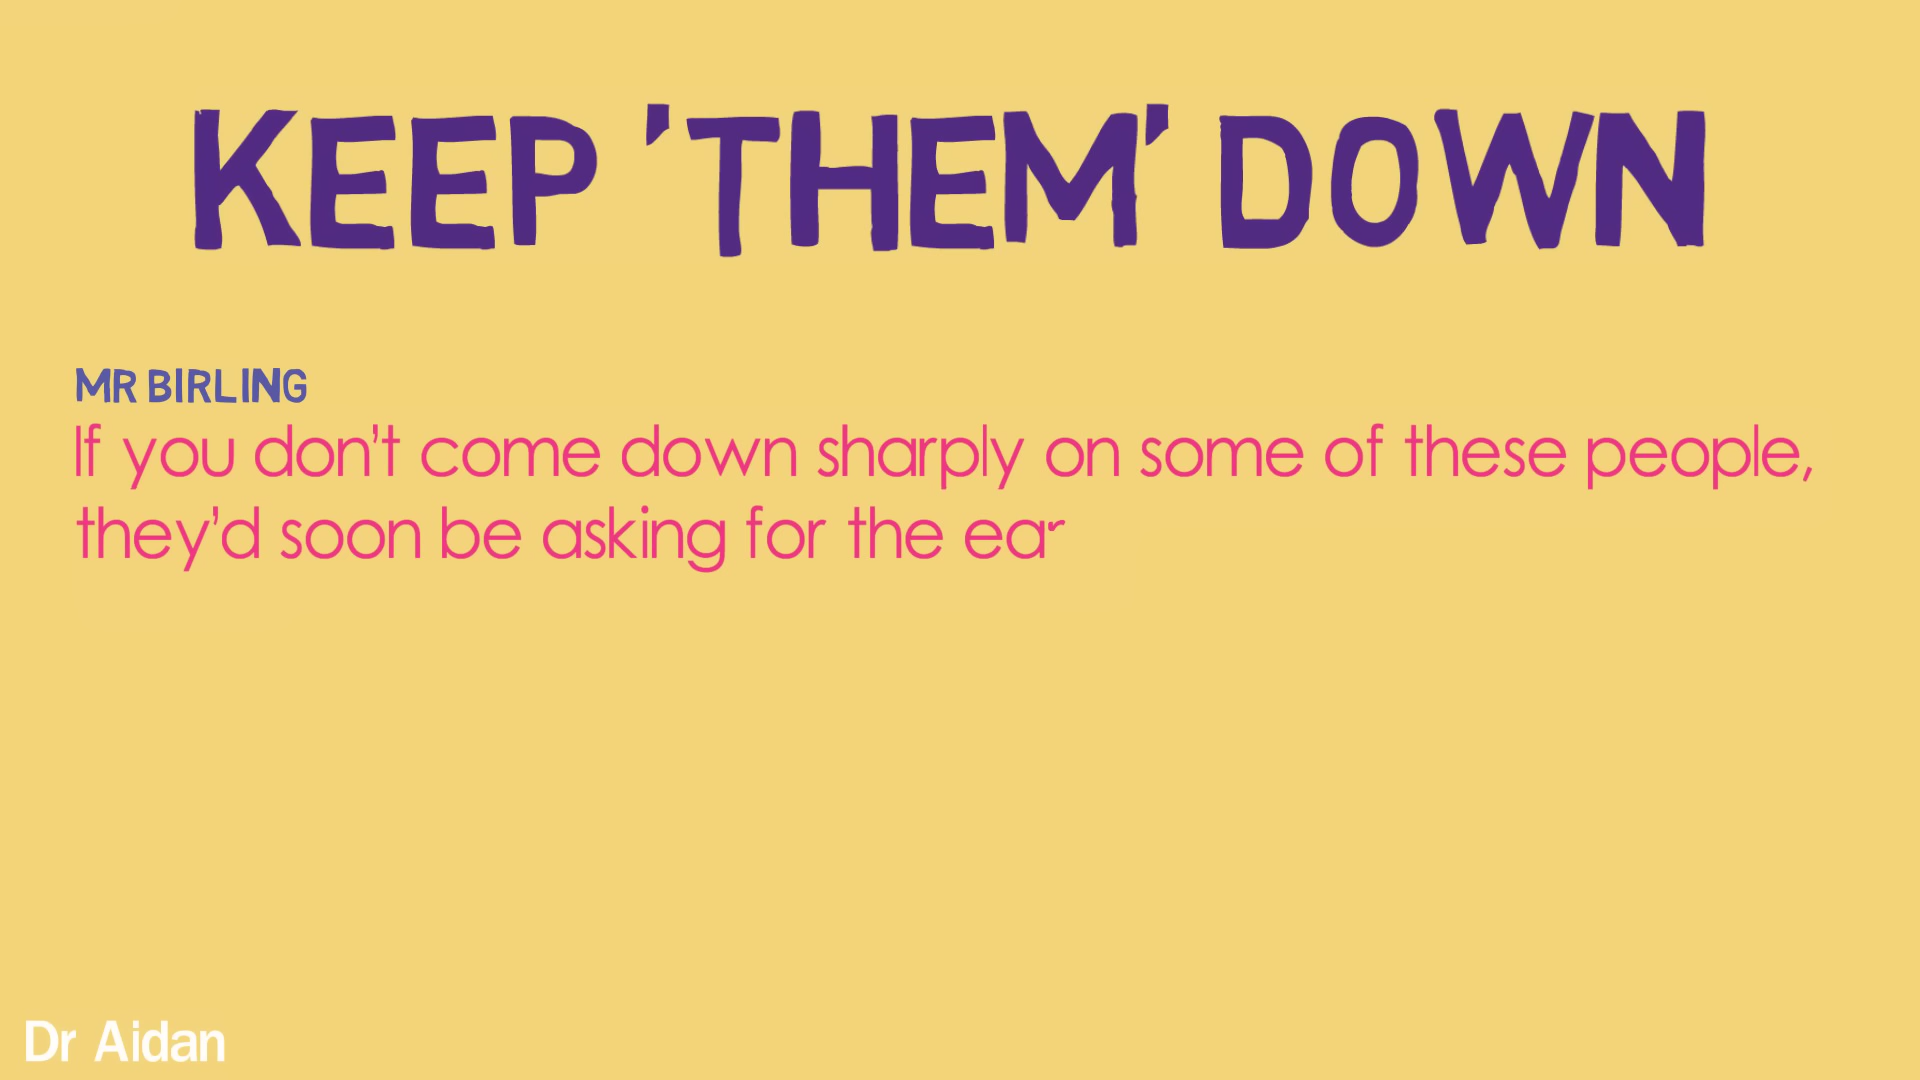 KEEP 'THEM' DOWN
MR BIRLING
If you don't come down sharply on some of these people,
they'd soon be asking for the ear
Dr Aidan